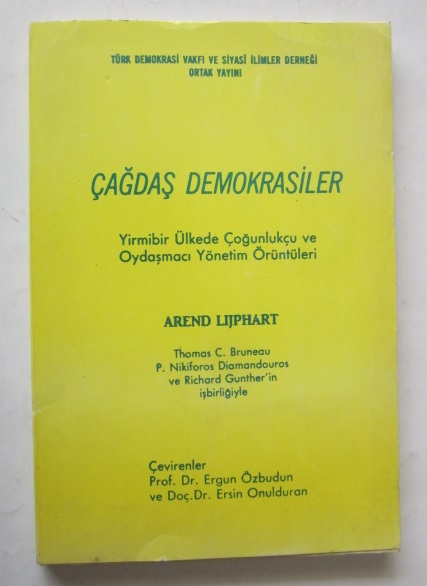 TÜRK DEMOKRASİ VAKFI VE SİYASİ İLİMLER DERNEĞİ
ORTAK YAYINI
ÇAĞDAŞ DEMOKRASİLER
Yirmibir Ülkede Çoğunlukçu ve
Oydaşmacı Yönetim Örüntüleri
AREND LIJPHART
Thomas C. Bruneau
P. Nikiforos Diamandouros
ve Richard Gunther'in
işbirliğiyle
Çevirenler
Prof. Dr. Ergun Özbudun
ve Doç.Dr. Ersin Onulduran